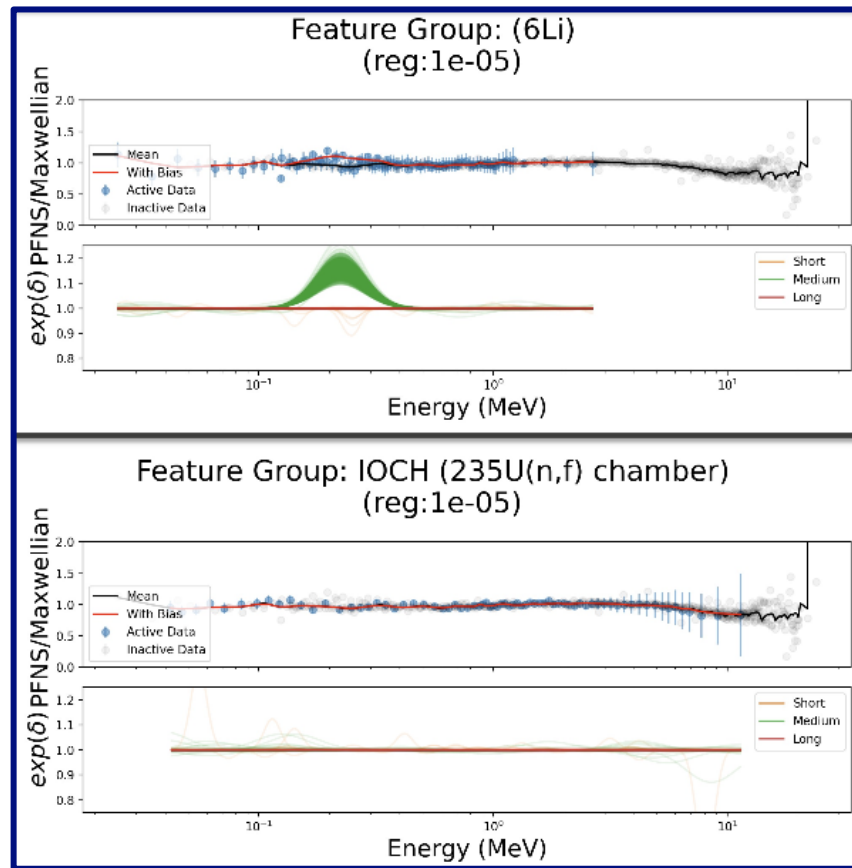 Feature Group: (6Li)
(reg:1e-05)
exp(δ) PFNS/Maxwellian
2.0
1.5
1.0
0.5
0.0
Mean
With Bias
Active Data
Inactive Data
1.2
1.1
1.0
0.9
0.8
Short
Medium
Long
10⁻¹
10⁰
10¹
Energy (MeV)
Feature Group: IOCH (235U(n,f) chamber)
(reg:1e-05)
exp(δ) PFNS/Maxwellian
2.0
1.5
1.0
0.5
0.0
Mean
With Bias
Active Data
Inactive Data
1.2
1.1
1.0
0.9
0.8
Short
Medium
Long
10⁻¹
10⁰
10¹
Energy (MeV)